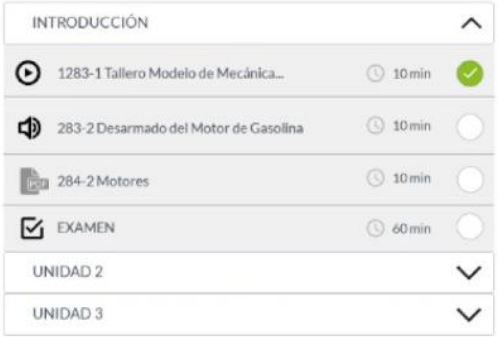 INTRODUCCIÓN
1283-1 Tallero Modelo de Mecánica... 10 min
283-2 Desarmado del Motor de Gasolina 10 min
PDF 284-2 Motores 10 min
EXAMEN 60 min
UNIDAD 2
UNIDAD 3